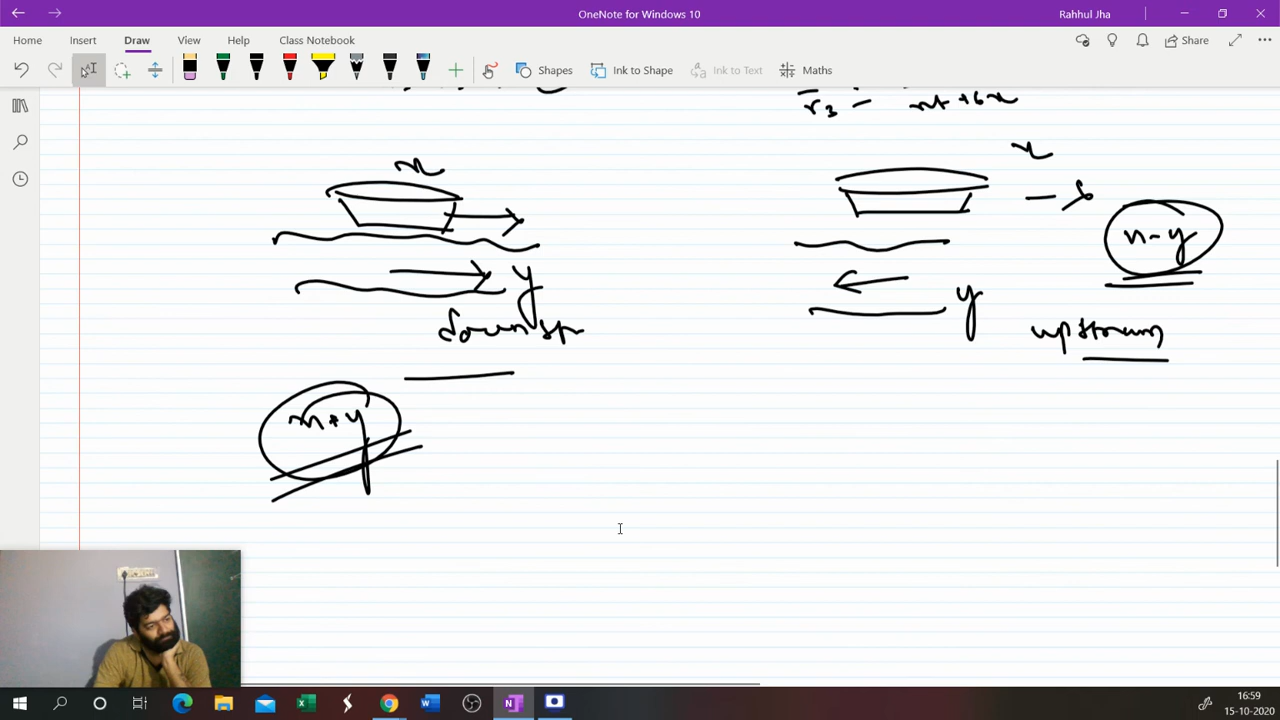 OneNote for Windows 10
Rahhul Jha
Home Insert Draw View Help Class Notebook
Share
Shapes Ink to Shape Ink to Text Maths
x
x
x-y
y
y
upstream
x+y
16:59
15-10-2020